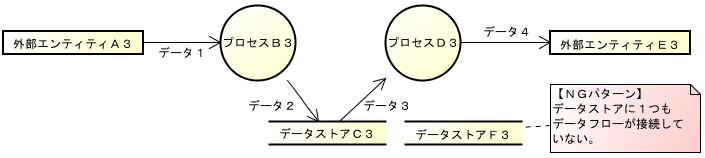 外部エンティティA3
データ1
プロセスB3
データ2
データストアC3
データ3
プロセスD3
データ4
外部エンティティE3
データストアF3
【NGパターン】
データストアに1つも
データフローが接続して
いない。